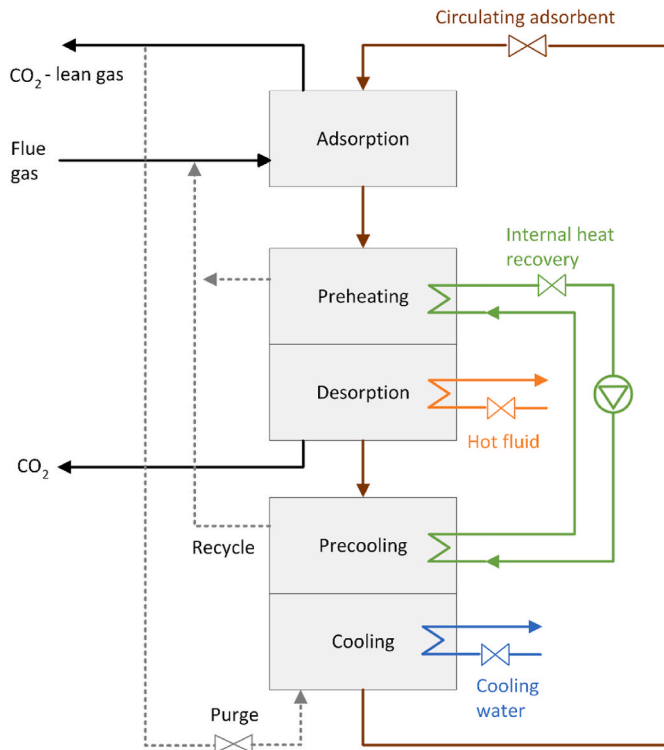 Circulating adsorbent
CO₂ - lean gas
Flue
gas
Adsorption
Internal heat
recovery
Preheating
Desorption
Hot fluid
CO₂
Recycle
Precooling
Cooling
Cooling
water
Purge